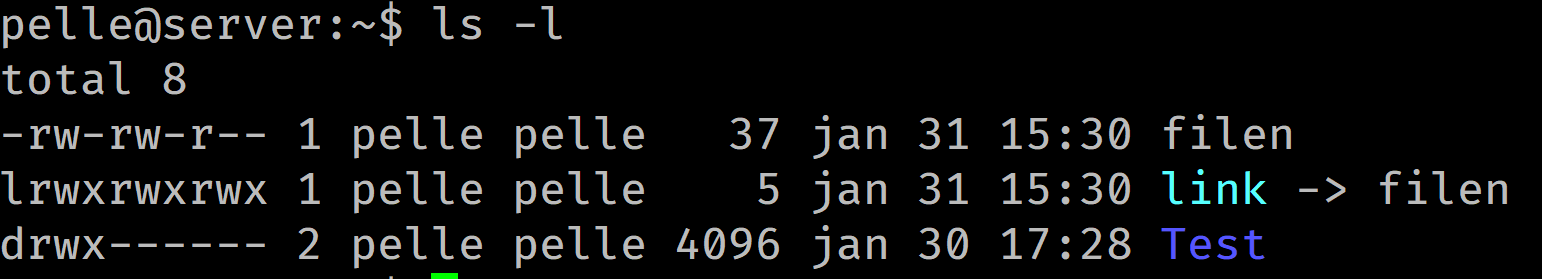 pelle@server:~$ ls -l
total 8
-rw-rw-r-- 1 pelle pelle   37 jan 31 15:30 filen
lrwxrwxrwx 1 pelle pelle    5 jan 31 15:30 link -> filen
drwx------ 2 pelle pelle 4096 jan 30 17:28 Test